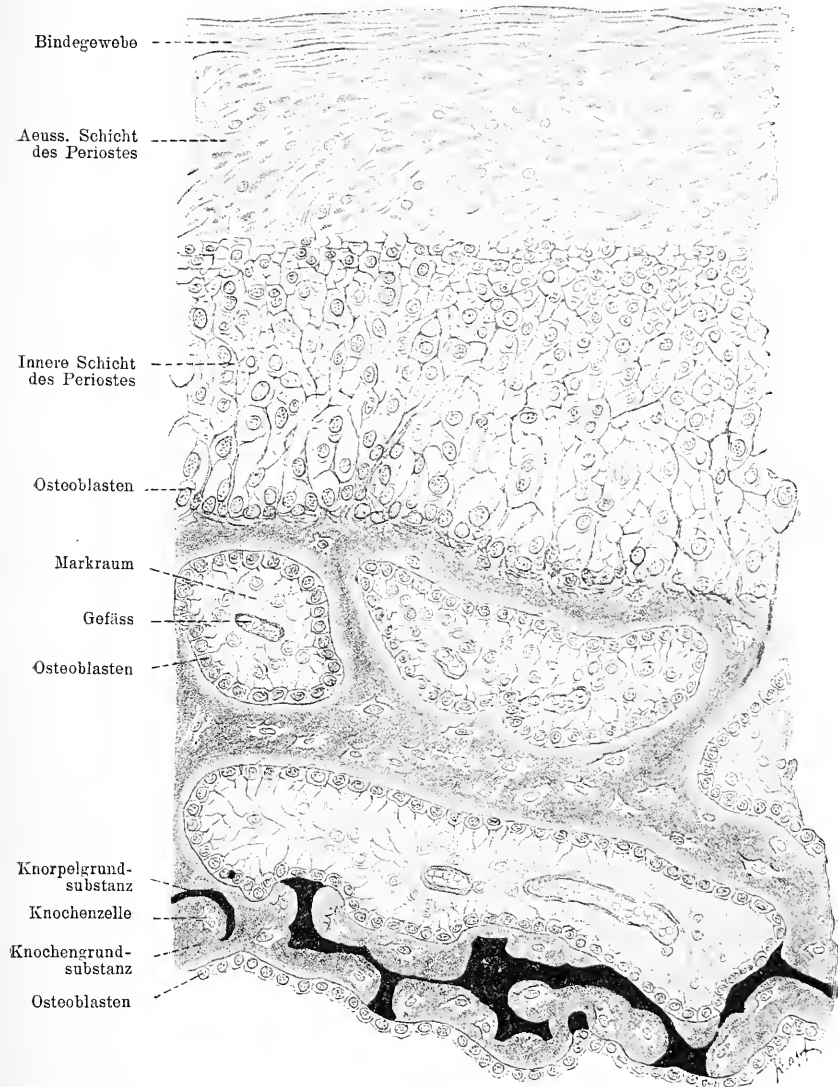 Bindegewebe
Aeuss. Schicht
des Periostes
Innere Schicht
des Periostes
Osteoblasten
Markraum
Gefäss
Osteoblasten
Knorpelgrund-
substanz
Knochenzelle
Knochengrund-
substanz
Osteoblasten